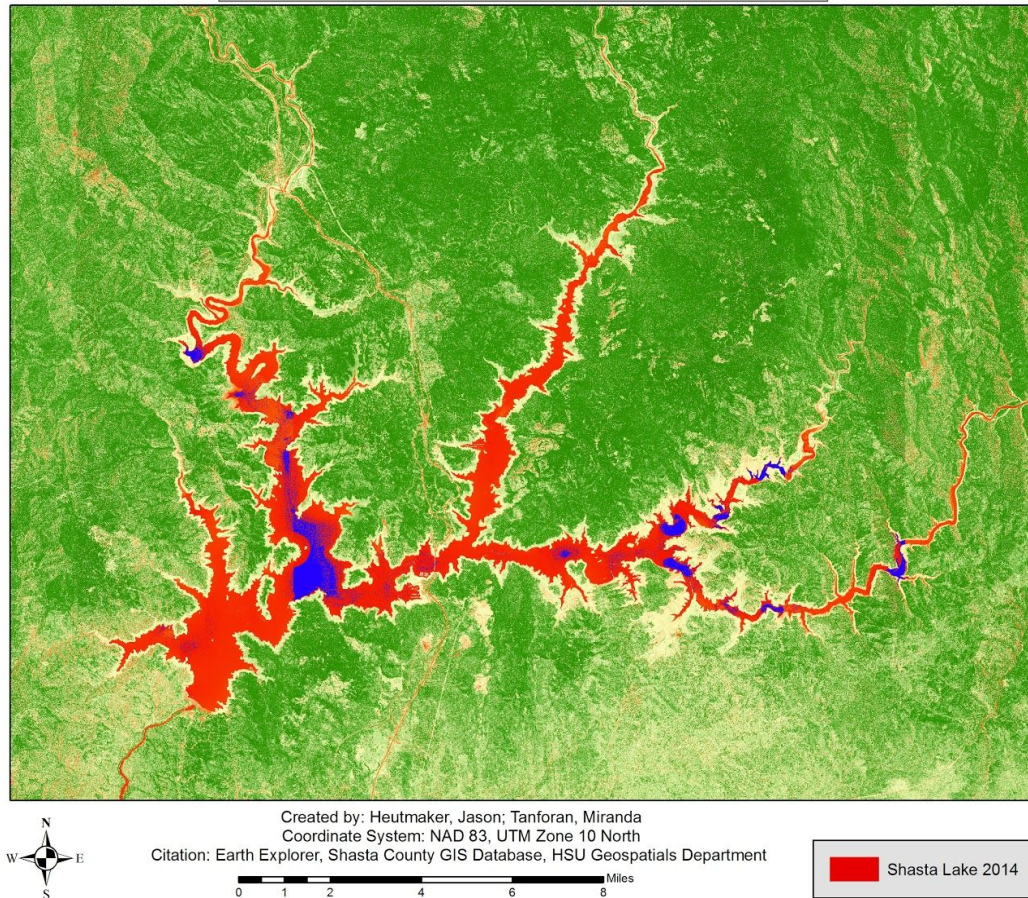 Created by: Heutmaker, Jason; Tanforan, Miranda
N
Coordinate System: NAD 83, UTM Zone 10 North
W
E
Citation: Earth Explorer, Shasta County GIS Database, HSU Geospatials Department
Shasta Lake 2014
S
Miles
0 1 2 4 6 8